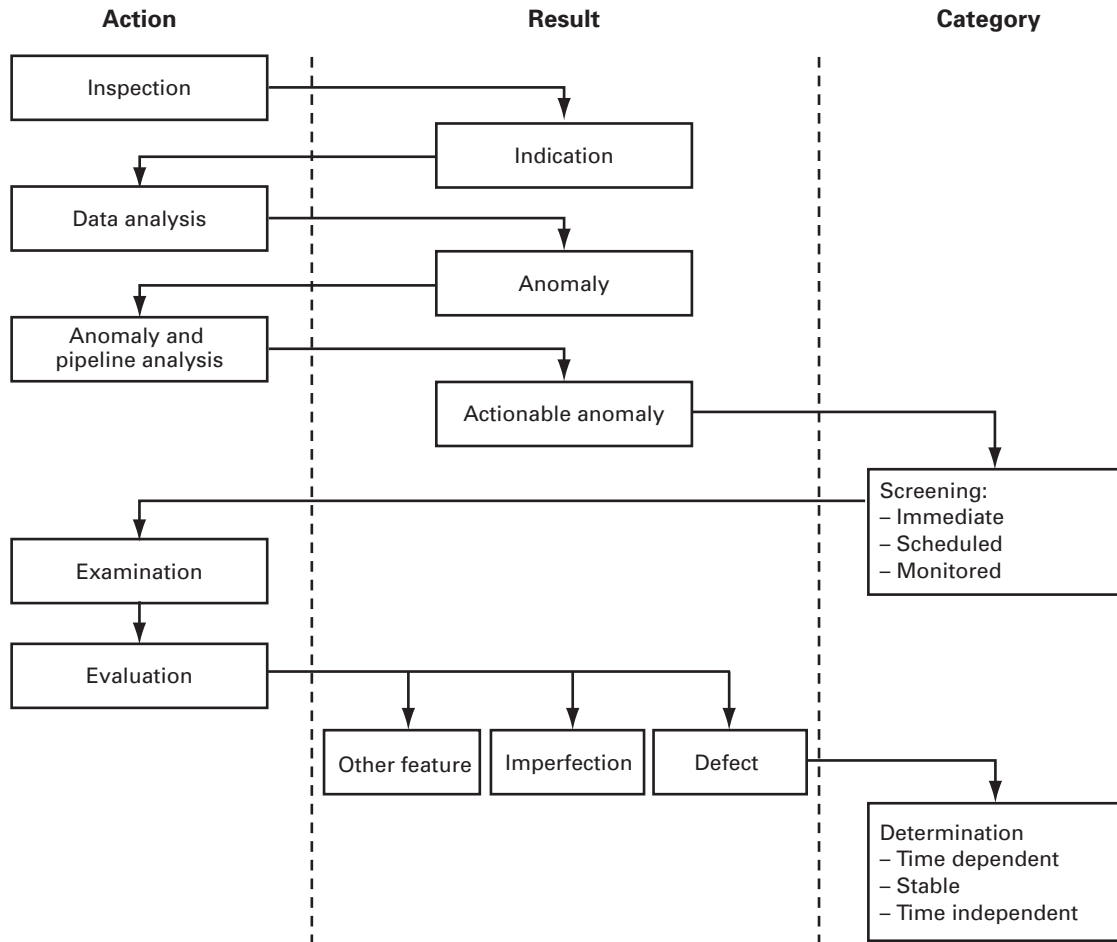 Action
Result
Category
Inspection
Indication
Data analysis
Anomaly
Anomaly and
pipeline analysis
Actionable anomaly
Screening:
– Immediate
– Scheduled
– Monitored
Examination
Evaluation
Other feature
Imperfection
Defect
Determination
– Time dependent
– Stable
– Time independent